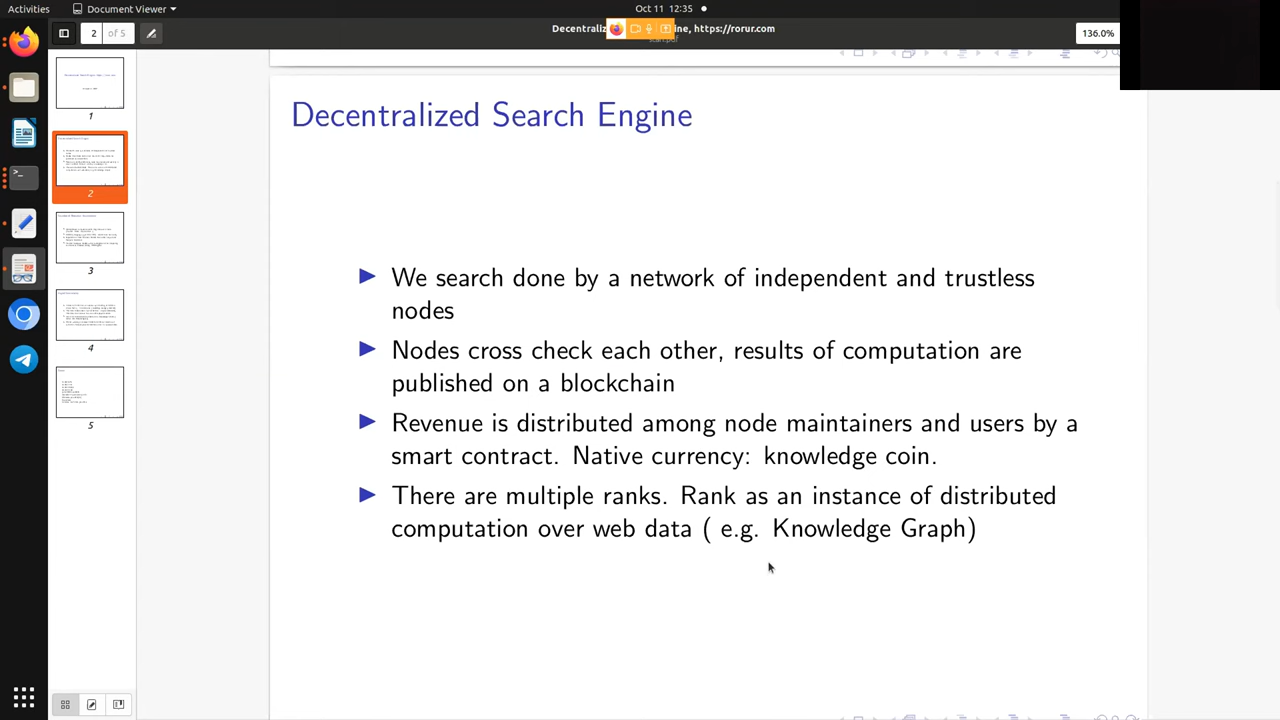 Activities
Document Viewer
Oct 11 12:35
2
of 5
Decentraliz
ine, https://rorur.com
136.0%
1
2
3
4
5
Decentralized Search Engine
We search done by a network of independent and trustless
nodes
Nodes cross check each other, results of computation are
published on a blockchain
Revenue is distributed among node maintainers and users by a
smart contract. Native currency: knowledge coin.
There are multiple ranks. Rank as an instance of distributed
computation over web data ( e.g. Knowledge Graph)